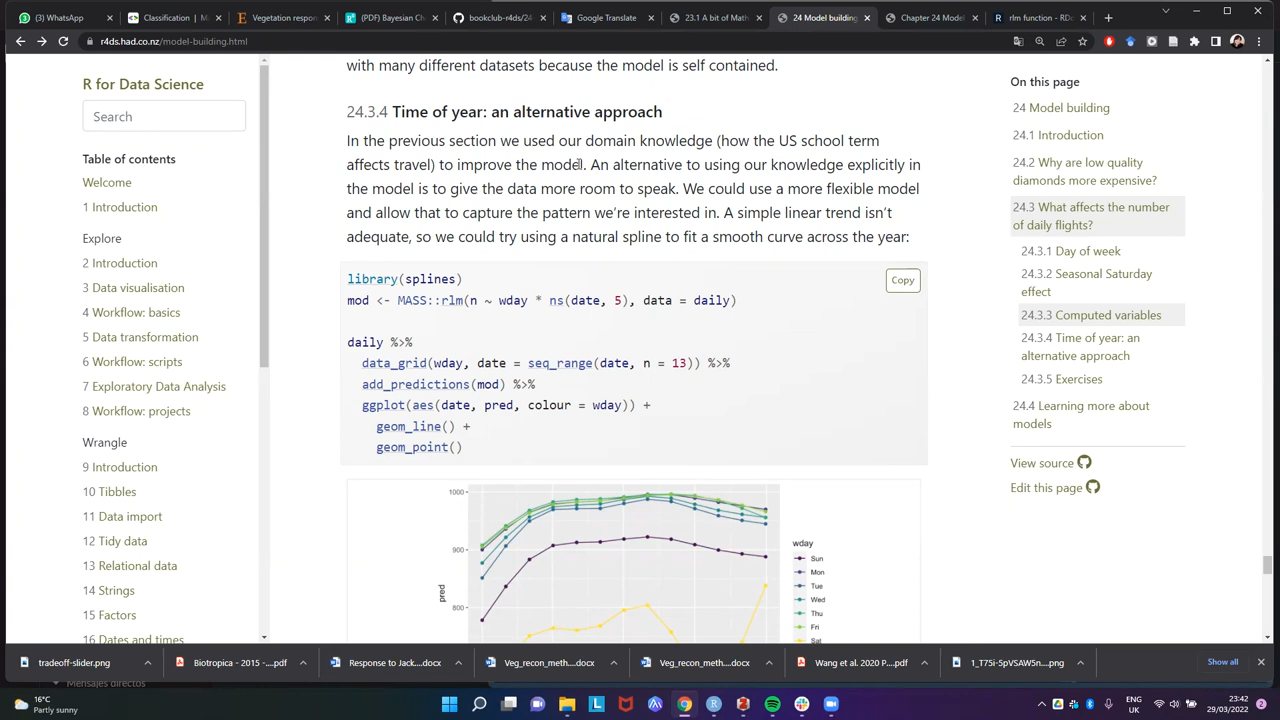 WhatsApp
Classification | M
Vegetation respon
(PDF) Bayesian Ch
bookclub-r4ds/24-
Google Translate
23.1 A bit of Math
24 Model building
Chapter 24 Model
rlm function - RDo
r4ds.had.co.nz/model-building.html
R for Data Science
Search
Table of contents
Welcome
1 Introduction
Explore
2 Introduction
3 Data visualisation
4 Workflow: basics
5 Data transformation
6 Workflow: scripts
7 Exploratory Data Analysis
8 Workflow: projects
Wrangle
9 Introduction
10 Tibbles
11 Data import
12 Tidy data
13 Relational data
14 Strings
15 Factors
16 Dates and times
with many different datasets because the model is self contained.
24.3.4 Time of year: an alternative approach
In the previous section we used our domain knowledge (how the US school term
affects travel) to improve the model. An alternative to using our knowledge explicitly in
the model is to give the data more room to speak. We could use a more flexible model
and allow that to capture the pattern we're interested in. A simple linear trend isn't
adequate, so we could try using a natural spline to fit a smooth curve across the year:
Copy
library(splines)
mod <- MASS::rlm(n ~ wday * ns(date, 5), data = daily)
daily %>%
data_grid(wday, date = seq_range(date, n = 13)) %>%
add_predictions(mod) %>%
ggplot(aes(date, pred, colour = wday)) +
geom_line() +
geom_point()
1000
900
800
pred
wday
Sun
Mon
Tue
Wed
Thu
Fri
Sat
On this page
24 Model building
24.1 Introduction
24.2 Why are low quality
diamonds more expensive?
24.3 What affects the number
of daily flights?
24.3.1 Day of week
24.3.2 Seasonal Saturday
effect
24.3.3 Computed variables
24.3.4 Time of year: an
alternative approach
24.3.5 Exercises
24.4 Learning more about
models
View source
Edit this page
tradeoff-slider.png
Biotropica - 2015 -....pdf
Response to Jack....docx
Veg_recon_meth....docx
Veg_recon_meth....docx
Wang et al. 2020 P....pdf
1_T75i-5pVSAW5n....png
Show all
Mensajes directos
16°C
Partly sunny
ENG
UK
23:42
29/03/2022
2